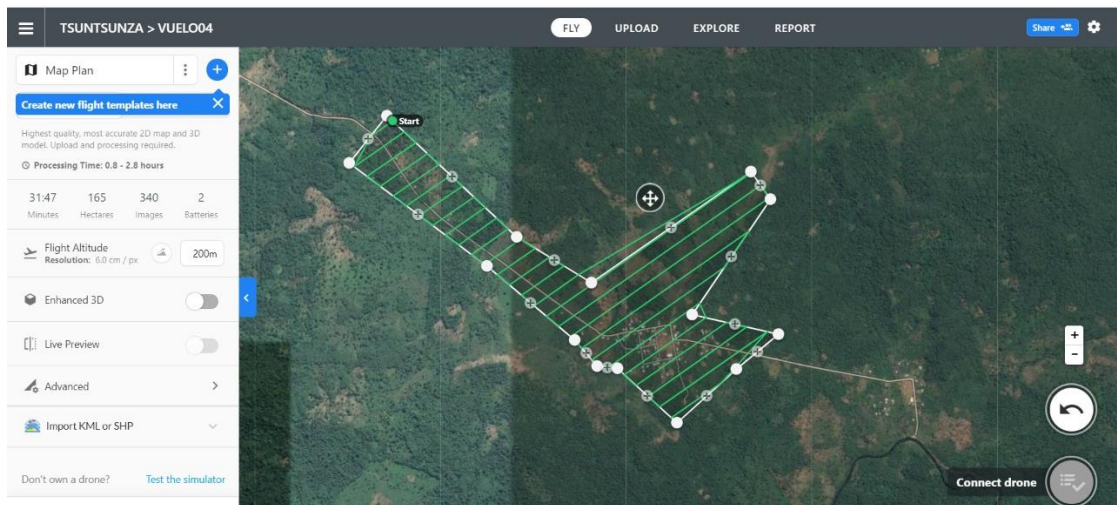 TSUNTSUNZA > VUELO04
FLY
UPLOAD
EXPLORE
REPORT
Share
Map Plan
Create new flight templates here
Highest quality, most accurate 2D map and 3D
model. Upload and processing required.
Processing Time: 0.8 - 2.8 hours
31:47 165 340 2
Minutes Hectares Images Batteries
Flight Altitude
Resolution: 6.0 cm / px
200m
Enhanced 3D
Live Preview
Advanced
Import KML or SHP
Don't own a drone? Test the simulator
Start
Connect drone